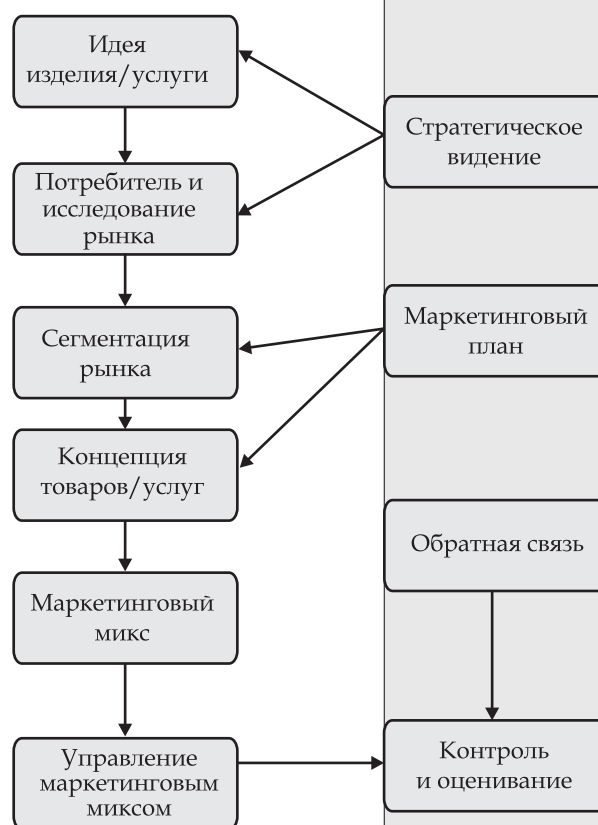 Идея
изделия/услуги
Стратегическое
видение
Потребитель и
исследование
рынка
Маркетинговый
план
Сегментация
рынка
Концепция
товаров/услуг
Обратная связь
Маркетинговый
микс
Управление
маркетинговым
миксом
Контроль
и оценивание